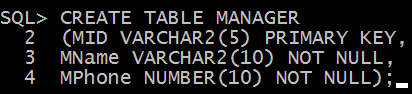 SQL> CREATE TABLE MANAGER
2 (MID VARCHAR2(5) PRIMARY KEY,
3 MName VARCHAR2(10) NOT NULL,
4 MPhone NUMBER(10) NOT NULL);